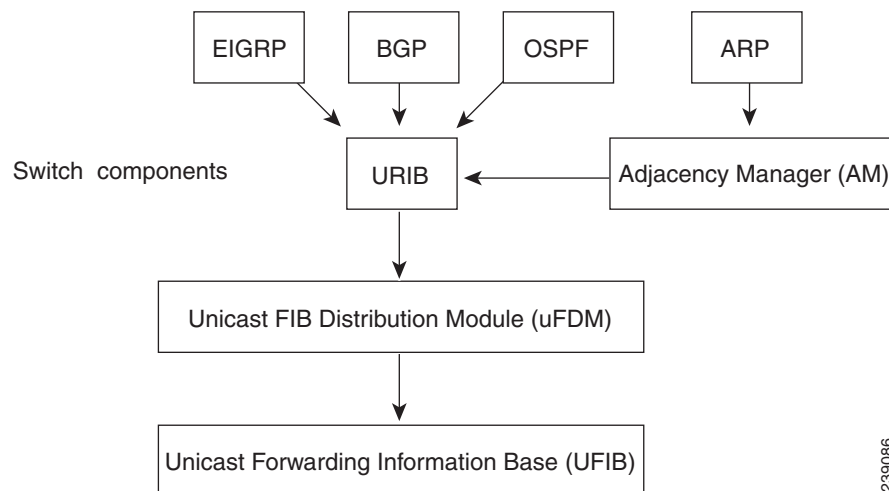 EIGRP
BGP
OSPF
ARP
Switch components
URIB
Adjacency Manager (AM)
Unicast FIB Distribution Module (uFDM)
Unicast Forwarding Information Base (UFIB)
239086